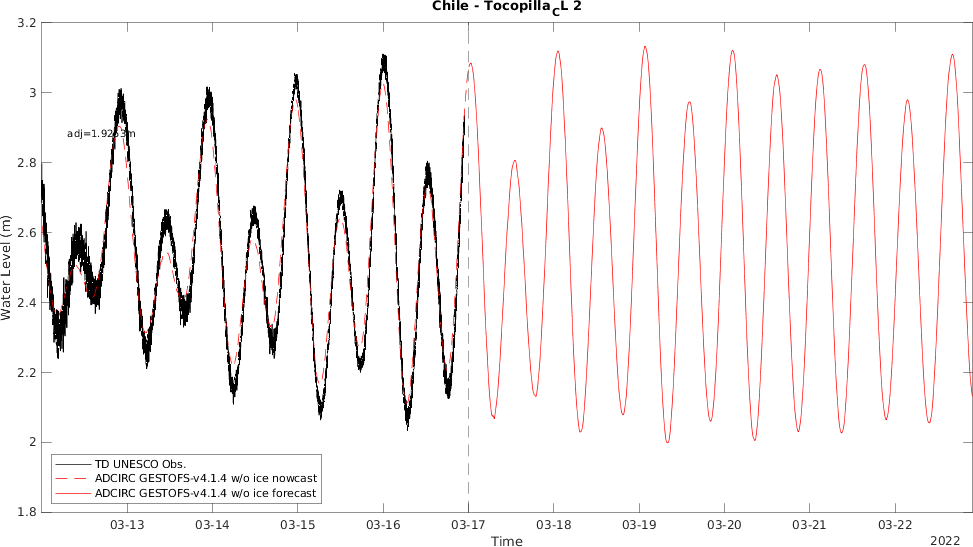 Chile - Tocopilla_CL 2
3.2
3
2.8
2.6
2.4
2.2
2
1.8
Water Level (m)
adj=1.9253m
TD UNESCO Obs.
ADCIRC GESTOFS-v4.1.4 w/o ice nowcast
ADCIRC GESTOFS-v4.1.4 w/o ice forecast
03-13 03-14 03-15 03-16 03-17 03-18 03-19 03-20 03-21 03-22
Time
2022